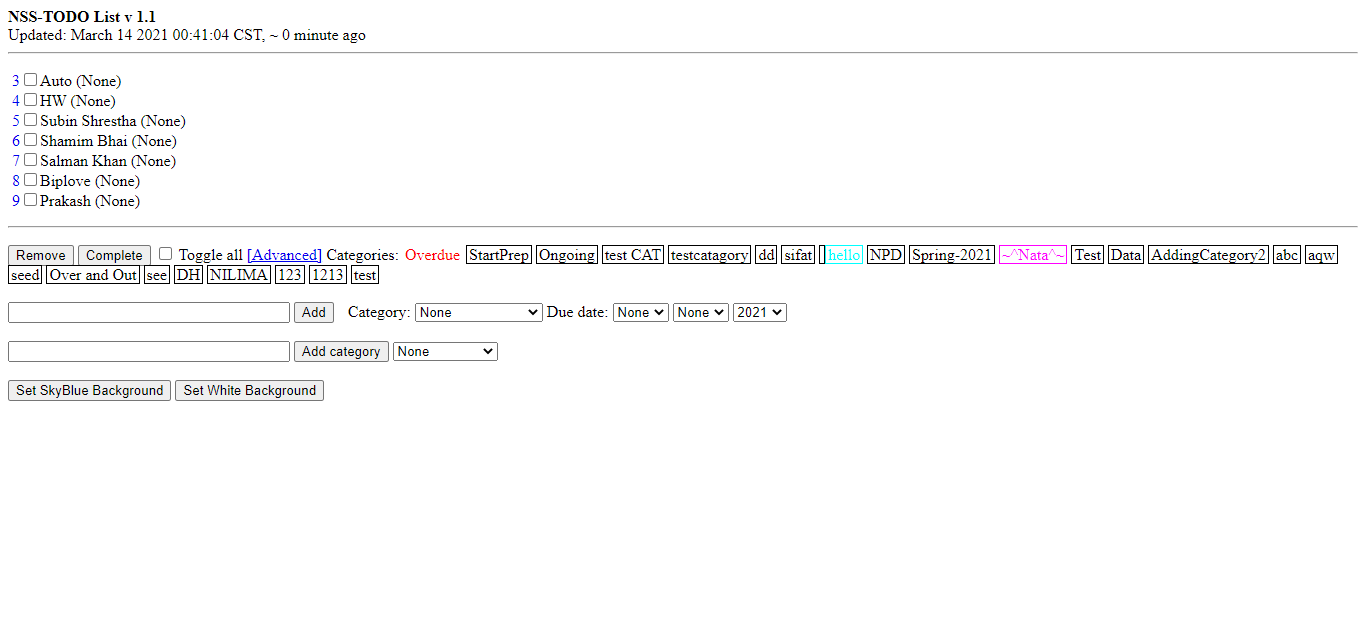 NSS-TODO List v 1.1
Updated: March 14 2021 00:41:04 CST, ~ 0 minute ago
3 Auto (None)
4 HW (None)
5 Subin Shrestha (None)
6 Shamim Bhai (None)
7 Salman Khan (None)
8 Biplove (None)
9 Prakash (None)
Remove Complete Toggle all [Advanced] Categories: Overdue StartPrep Ongoing test CAT testcatagory dd sifat hello NPD Spring-2021 ~^Nata^~ Test Data AddingCategory2 abc aqw
seed Over and Out see DH NILIMA 123 1213 test
Add Category: None Due date: None None 2021
Add category None
Set SkyBlue Background Set White Background